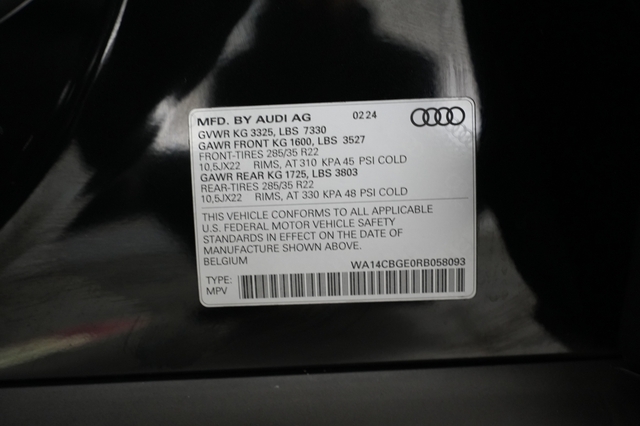 MFD. BY AUDI AG 02 24
GVWR KG 3325, LBS 7330
GAWR FRONT KG 1600, LBS 3527
FRONT-TIRES 285/35 R22
10,5JX22 RIMS, AT 310 KPA 45 PSI COLD
GAWR REAR KG 1725, LBS 3803
REAR-TIRES 285/35 R22
10,5JX22 RIMS, AT 330 KPA 48 PSI COLD
THIS VEHICLE CONFORMS TO ALL APPLICABLE
U.S. FEDERAL MOTOR VEHICLE SAFETY
STANDARDS IN EFFECT ON THE DATE OF
MANUFACTURE SHOWN ABOVE.
BELGIUM WA14CBGE0RB058093
TYPE:
MPV